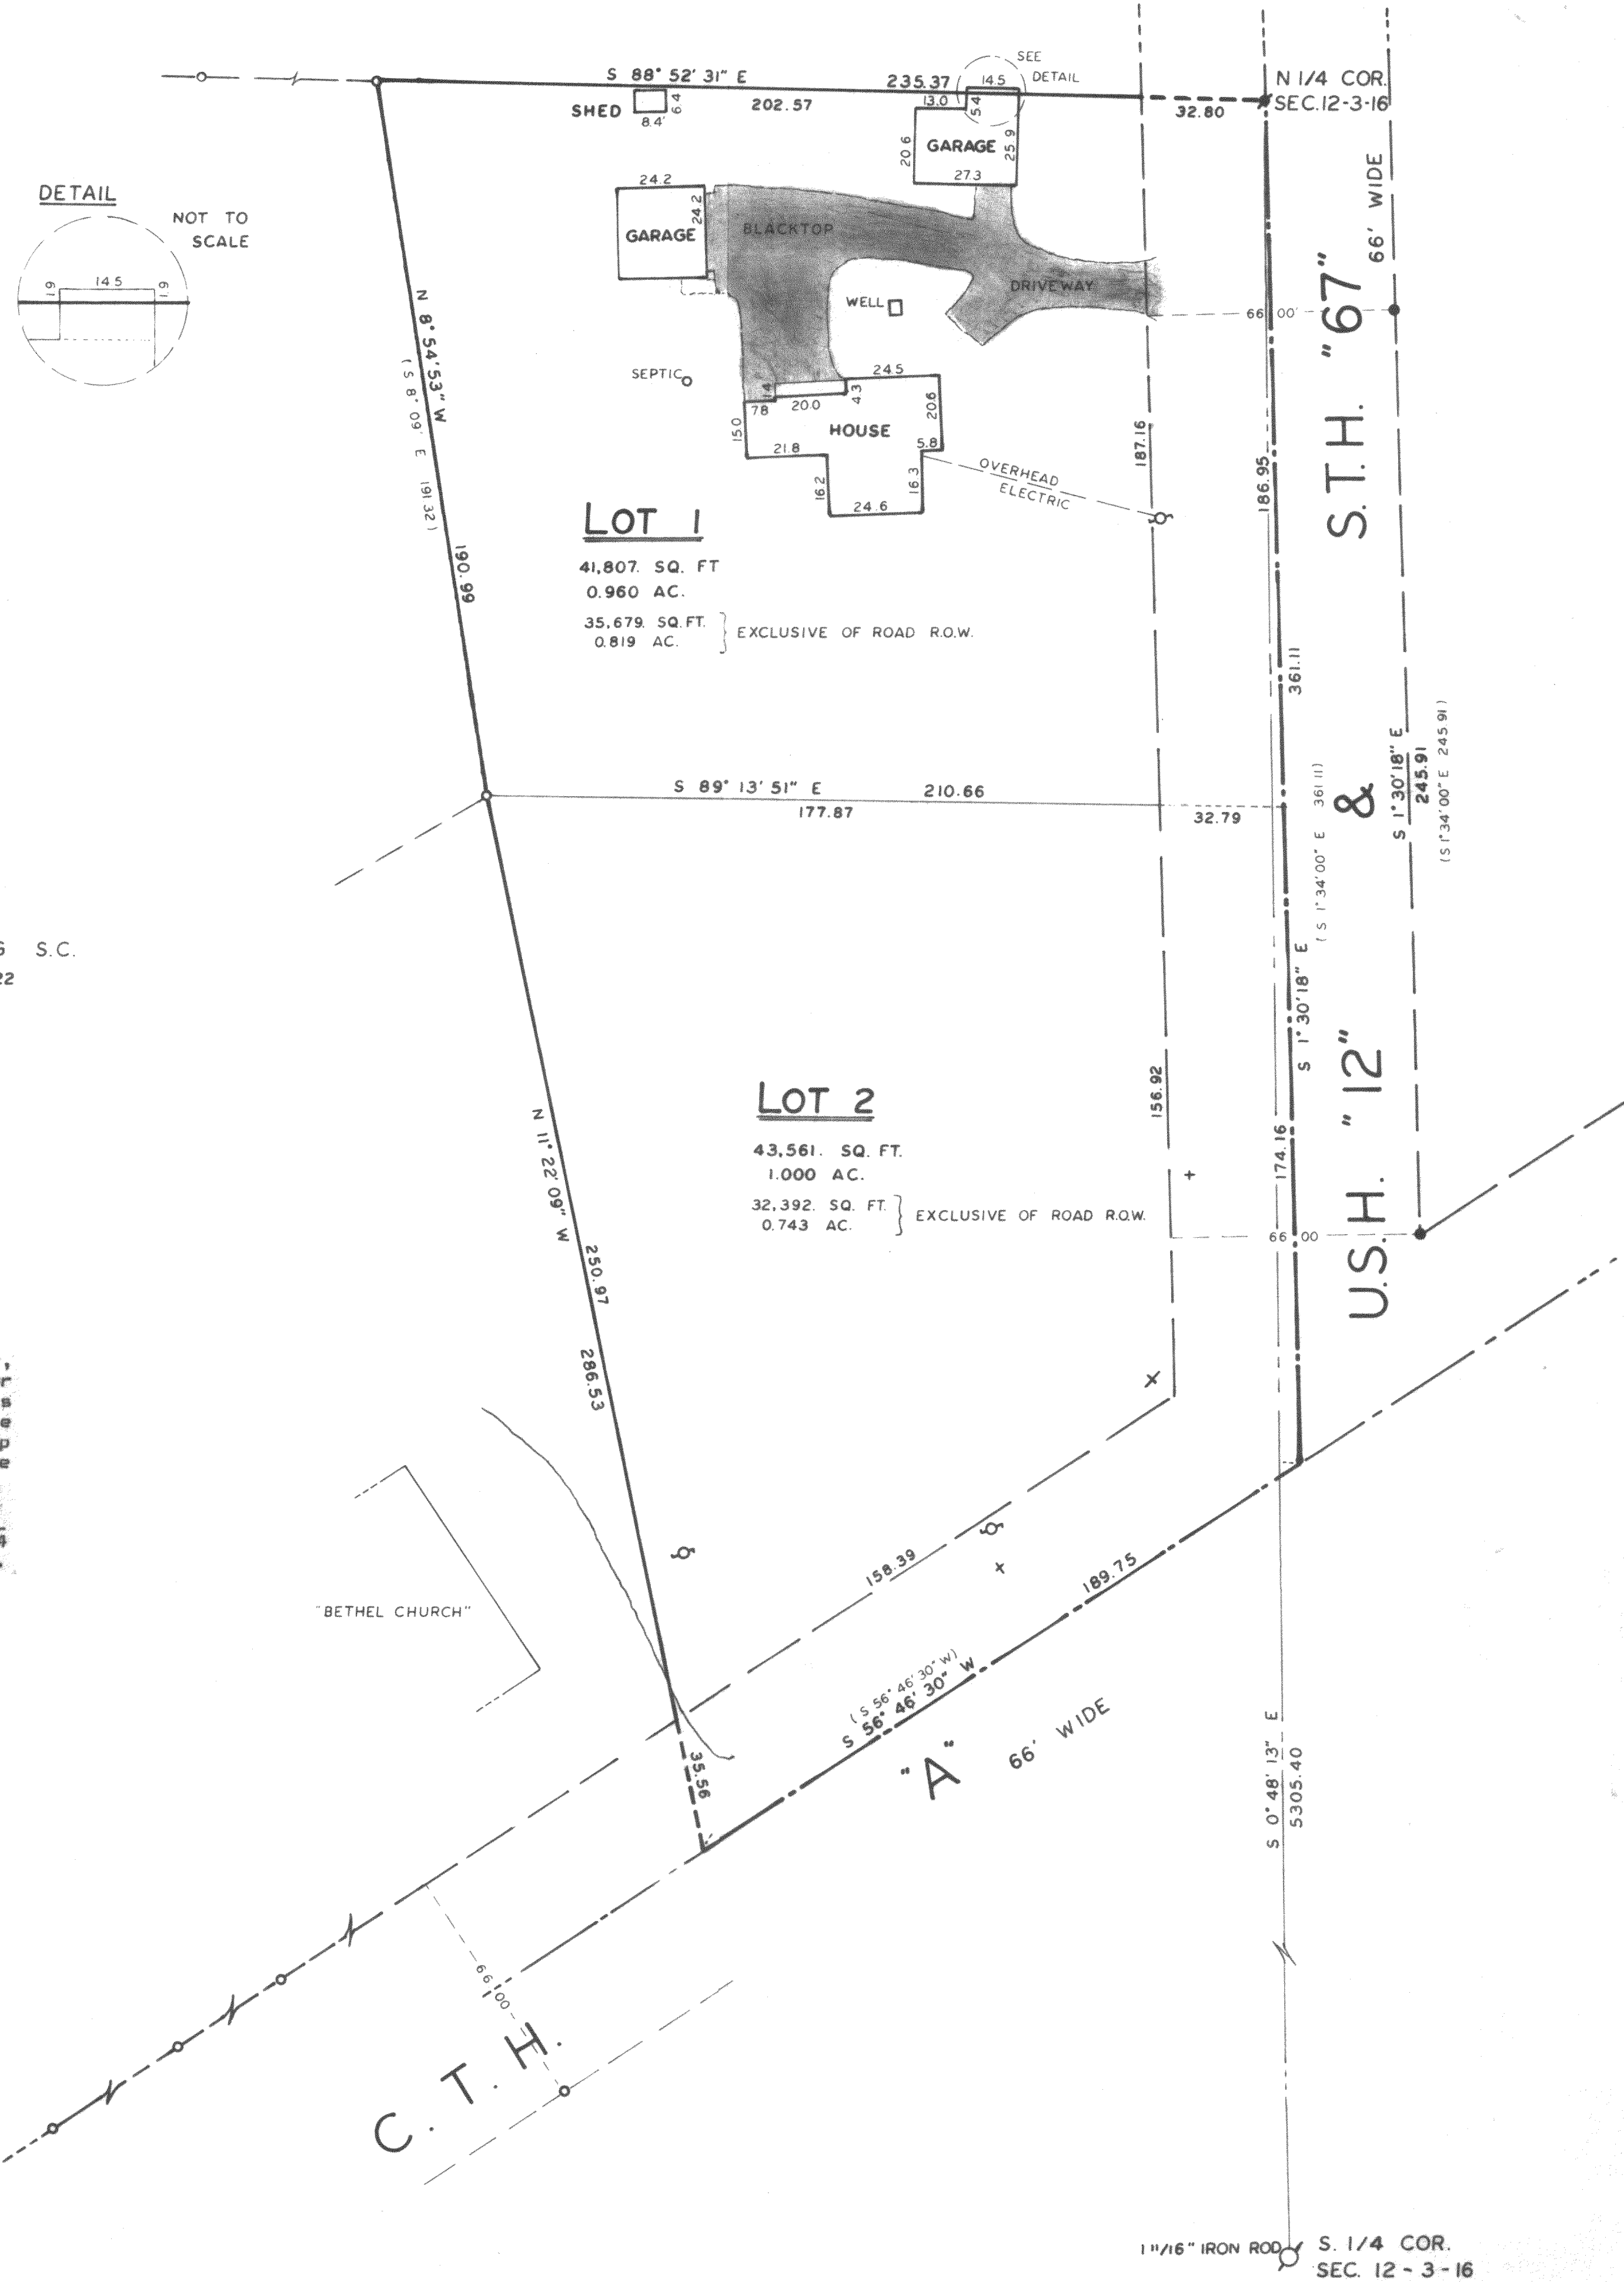 SEE
DETAIL
S 88° 52' 31" E
235.37
14.5
N 1/4 COR.
SEC. 12-3-16
SHED
6.4
8.4'
202.57
13.0
5.4
32.80
GARAGE
20.6
25.9
27.3
66' WIDE
DETAIL
NOT TO
SCALE
14.5
24.2
24.2
GARAGE
BLACKTOP
DRIVEWAY
WELL
66 00'
S.T.H. "67"
N 8° 54' 53" W
(S 8° 09' E 191.32)
190.99
SEPTIC
24.5
1.4
7.8
20.0
4.3
20.6
15.0
HOUSE
21.8
5.8
16.2
16.3
24.6
OVERHEAD
ELECTRIC
187.16
186.95
LOT 1
41,807. SQ. FT
0.960 AC.
35,679. SQ. FT.
0.819 AC.
EXCLUSIVE OF ROAD R.O.W.
361.11
S 89° 13' 51" E
210.66
177.87
32.79
&
S 1° 30' 18" E
245.91
(S 1° 34' 00" E 245.91)
(S 1° 34' 00" E 361.11)
S 1° 30' 18" E
S.C.
22
LOT 2
43,561. SQ. FT.
1.000 AC.
32,392. SQ. FT.
0.743 AC.
EXCLUSIVE OF ROAD R.O.W.
156.92
174.16
66 00
U.S.H. "12"
N 11° 22' 09" W
250.97
286.53
158.39
189.75
"BETHEL CHURCH"
(S 56° 46' 30" W)
S 56° 46' 30" W
35.56
"A"
66' WIDE
S 0° 48' 13" E
5305.40
66.00
C. T. H.
1 11/16" IRON ROD
S. 1/4 COR.
SEC. 12 - 3 - 16